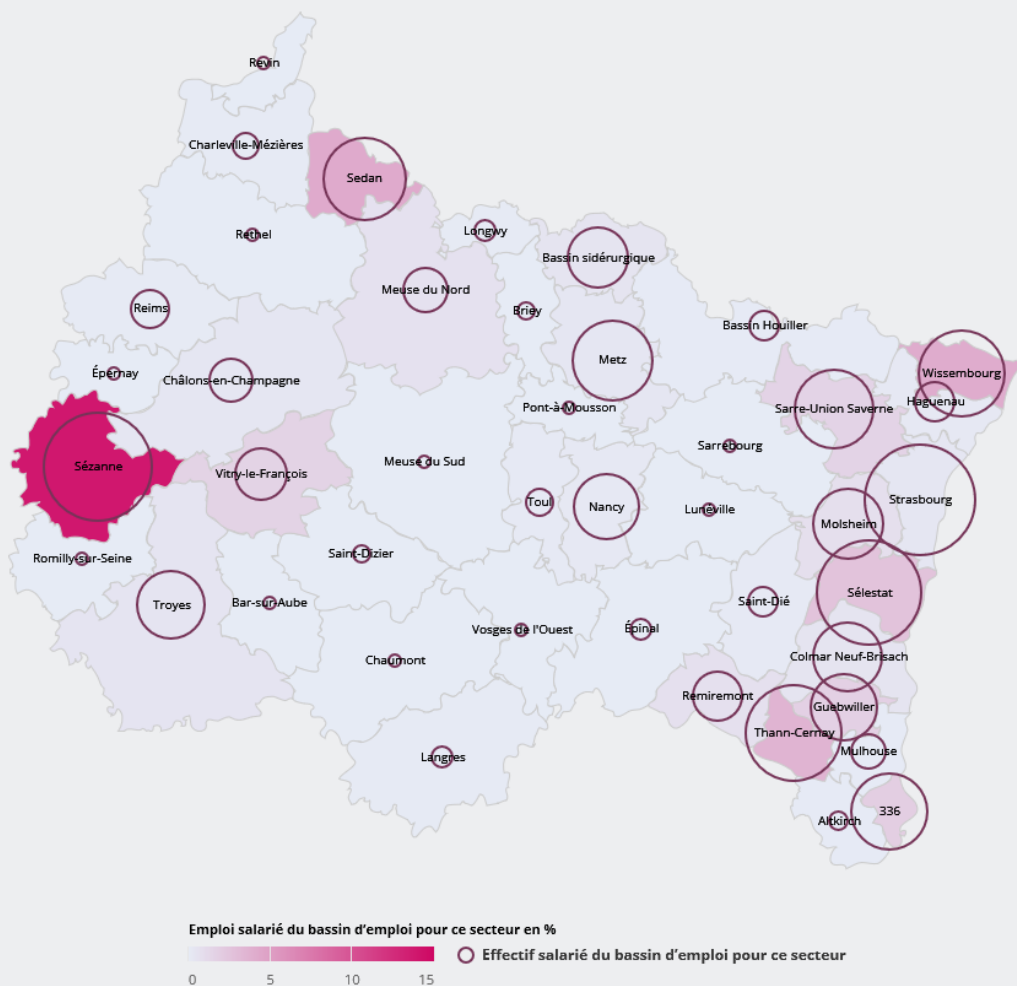 Revin
Charleville-Mézières
Sedan
Longwy
Rethel
Bassin sidérurgique
Meuse du Nord
Reims
Briey
Bassin Houiller
Metz
Épernay
Châlons-en-Champagne
Wissembourg
Haguenau
Pont-à-Mousson
Sarre-Union Saverne
Sarrebourg
Sézanne
Meuse du Sud
Vitry-le-François
Strasbourg
Toul
Nancy
Lunéville
Molsheim
Romilly-sur-Seine
Saint-Dizier
Sélestat
Troyes
Bar-sur-Aube
Saint-Dié
Vosges de l'Ouest
Épinal
Chaumont
Colmar Neuf-Brisach
Remiremont
Guebwiller
Thann-Cernay
Mulhouse
Langres
336
Altkirch
Emploi salarié du bassin d’emploi pour ce secteur en %
Effectif salarié du bassin d’emploi pour ce secteur
0 5 10 15